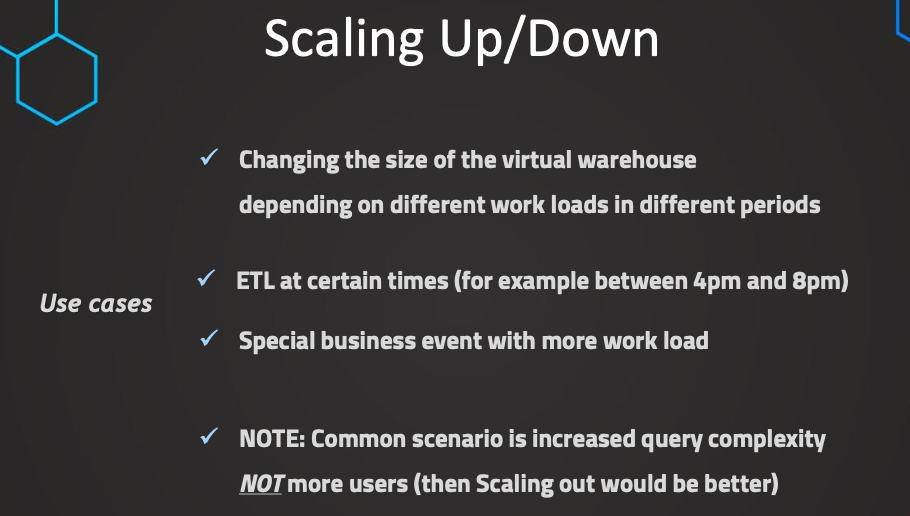 Scaling Up/Down
Changing the size of the virtual warehouse
depending on different work loads in different periods
Use cases
ETL at certain times (for example between 4pm and 8pm)
Special business event with more work load
NOTE: Common scenario is increased query complexity
NOT more users (then Scaling out would be better)